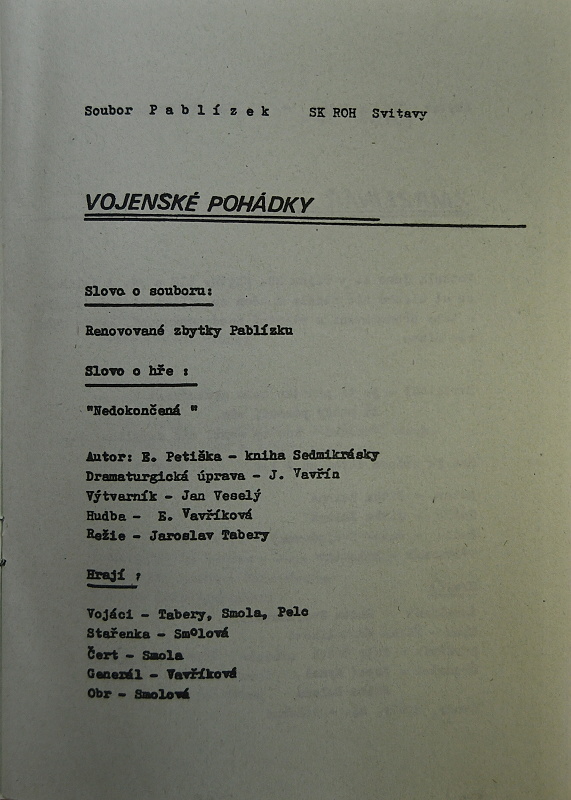 Soubor P a b l í z e k SK ROH Svitavy
VOJENSKÉ POHÁDKY
Slovo o souboru:
Renovované zbytky Pablízku
Slovo o hře :
"Nedokončená "
Autor: E. Petiška - kniha Sedmikrásky
Dramaturgická úprava - J. Vavřín
Výtvarník - Jan Veselý
Hudba - E. Vavříková
Režie - Jaroslav Tabery
Hrají :
Vojáci - Tabery, Smola, Pelc
Stařenka - Smolová
Čert - Smola
Generál - Vavříková
Obr - Smolová